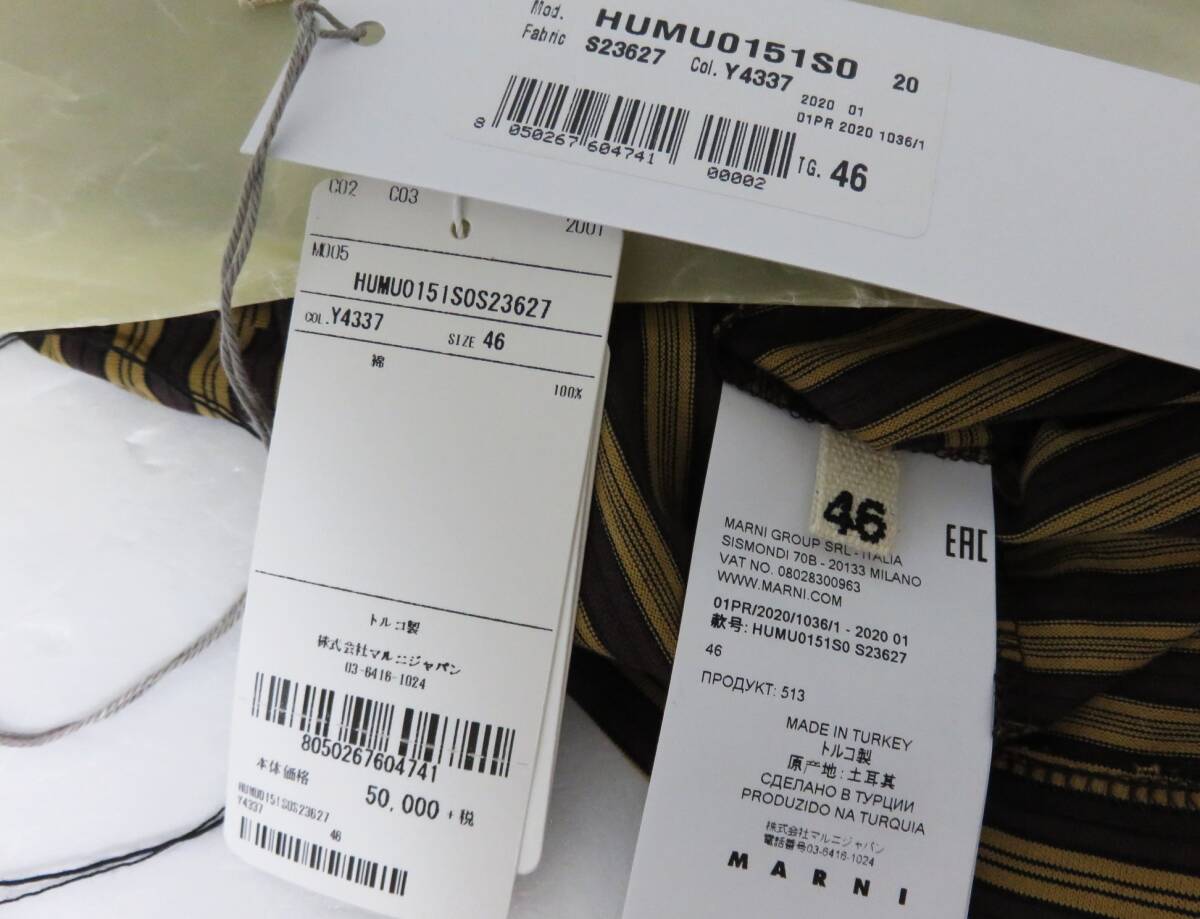 Mod. HUMU0151S0 20
Fabric S23627 Col. Y4337
2020 01
01PR 2020 1036/1
8 050267 604741 00002
TG. 46
C02 C03
2001
M005
HUMU0151S0S23627
COL. Y4337 SIZE 46
綿
100%
トルコ製
株式会社マルニジャパン
03-6416-1024
8050267604741
本体価格
50,000 +税
HUMU0151S0S23627
Y4337 46
46
EAC
MARNI GROUP SRL - ITALIA
SISMONDI 70B - 20133 MILANO
VAT NO. 08028300963
WWW.MARNI.COM
01PR/2020/1036/1 - 2020 01
款号: HUMU0151S0 S23627
46
ПРОДУКТ: 513
MADE IN TURKEY
トルコ製
原产地: 土耳其
СДЕЛАНО В ТУРЦИИ
PRODUZIDO NA TURQUIA
株式会社マルニジャパン
電話番号03-6416-1024
MARNI